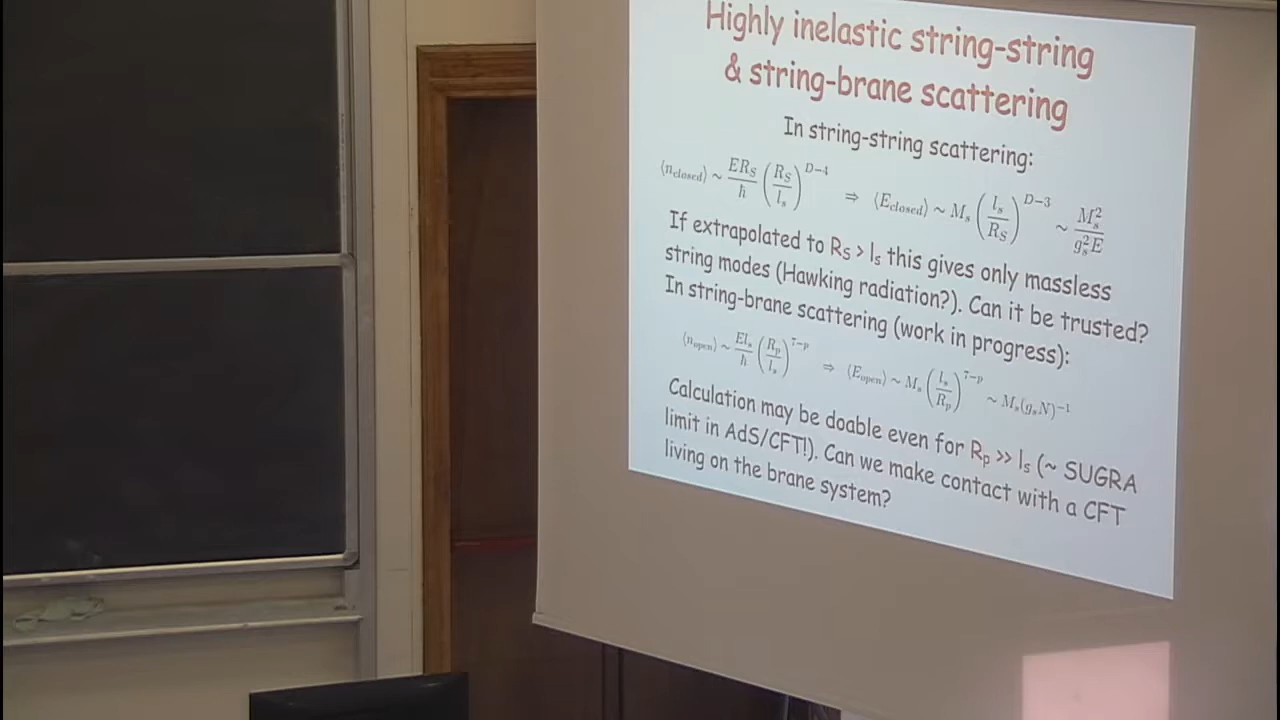 Highly inelastic string-string
& string-brane scattering
In string-string scattering:
⟨n_closed⟩ ~ ER_S/ħ (R_S/l_s)^{D−4} ⇒ ⟨E_closed⟩ ~ M_s (l_s/R_S)^{D−3} ~ M_s^2/(g_s^2 E)
If extrapolated to R_S > l_s this gives only massless
string modes (Hawking radiation?). Can it be trusted?
In string-brane scattering (work in progress):
⟨n_open⟩ ~ El_s/ħ (R_p/l_s)^{7−p} ⇒ ⟨E_open⟩ ~ M_s (l_s/R_p)^{7−p} ~ M_s(g_sN)^{−1}
Calculation may be doable even for R_p >> l_s (~ SUGRA
limit in AdS/CFT!). Can we make contact with a CFT
living on the brane system?